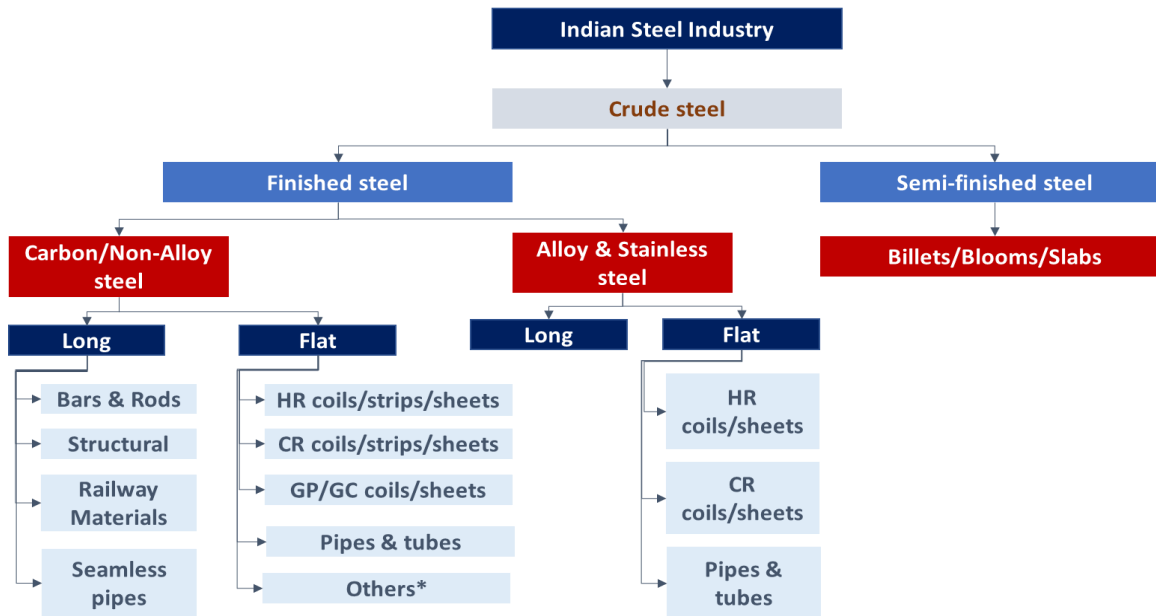 Indian Steel Industry
Crude steel
Finished steel
Semi-finished steel
Carbon/Non-Alloy
steel
Alloy & Stainless
steel
Billets/Blooms/Slabs
Long
Flat
Long
Flat
Bars & Rods
Structural
Railway
Materials
Seamless
pipes
HR coils/strips/sheets
CR coils/strips/sheets
GP/GC coils/sheets
Pipes & tubes
Others*
HR
coils/sheets
CR
coils/sheets
Pipes &
tubes